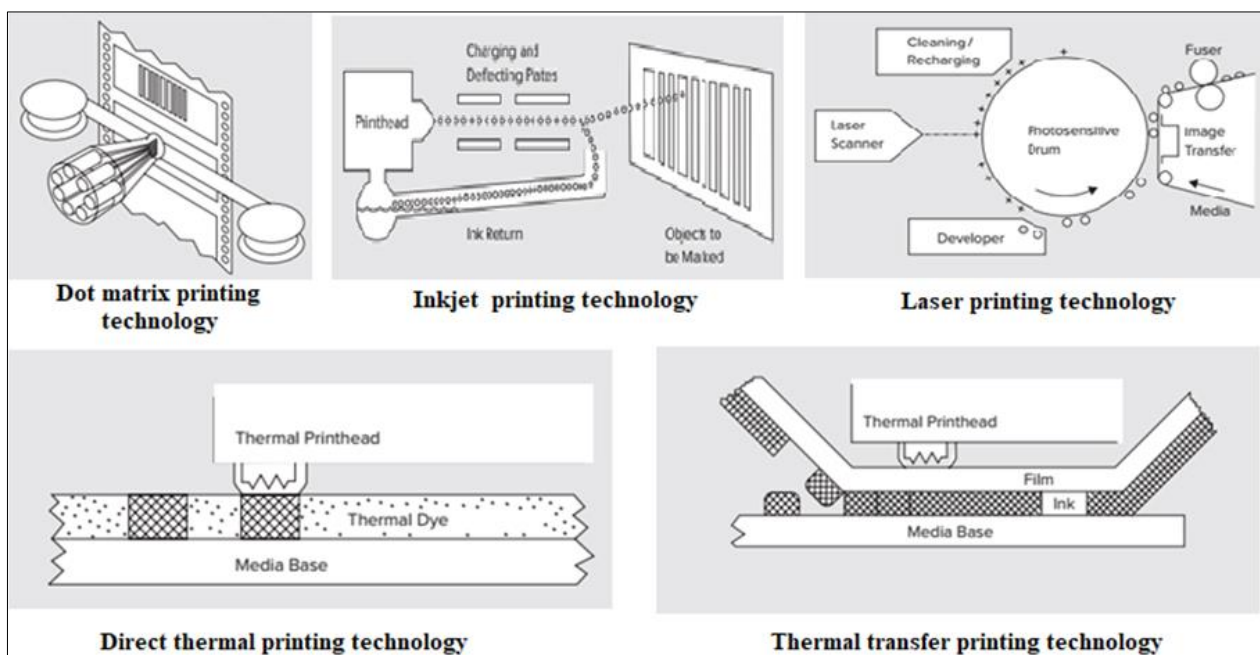 Charging and
Defecting Pates
Printhead
Ink Return
Objects to
be Marked
Cleaning /
Recharging
Laser
Scanner
Photosensitive
Drum
Fuser
Image
Transfer
Media
Developer
Dot matrix printing
technology
Inkjet printing technology
Laser printing technology
Thermal Printhead
Thermal Dye
Media Base
Thermal Printhead
Film
Ink
Media Base
Direct thermal printing technology
Thermal transfer printing technology